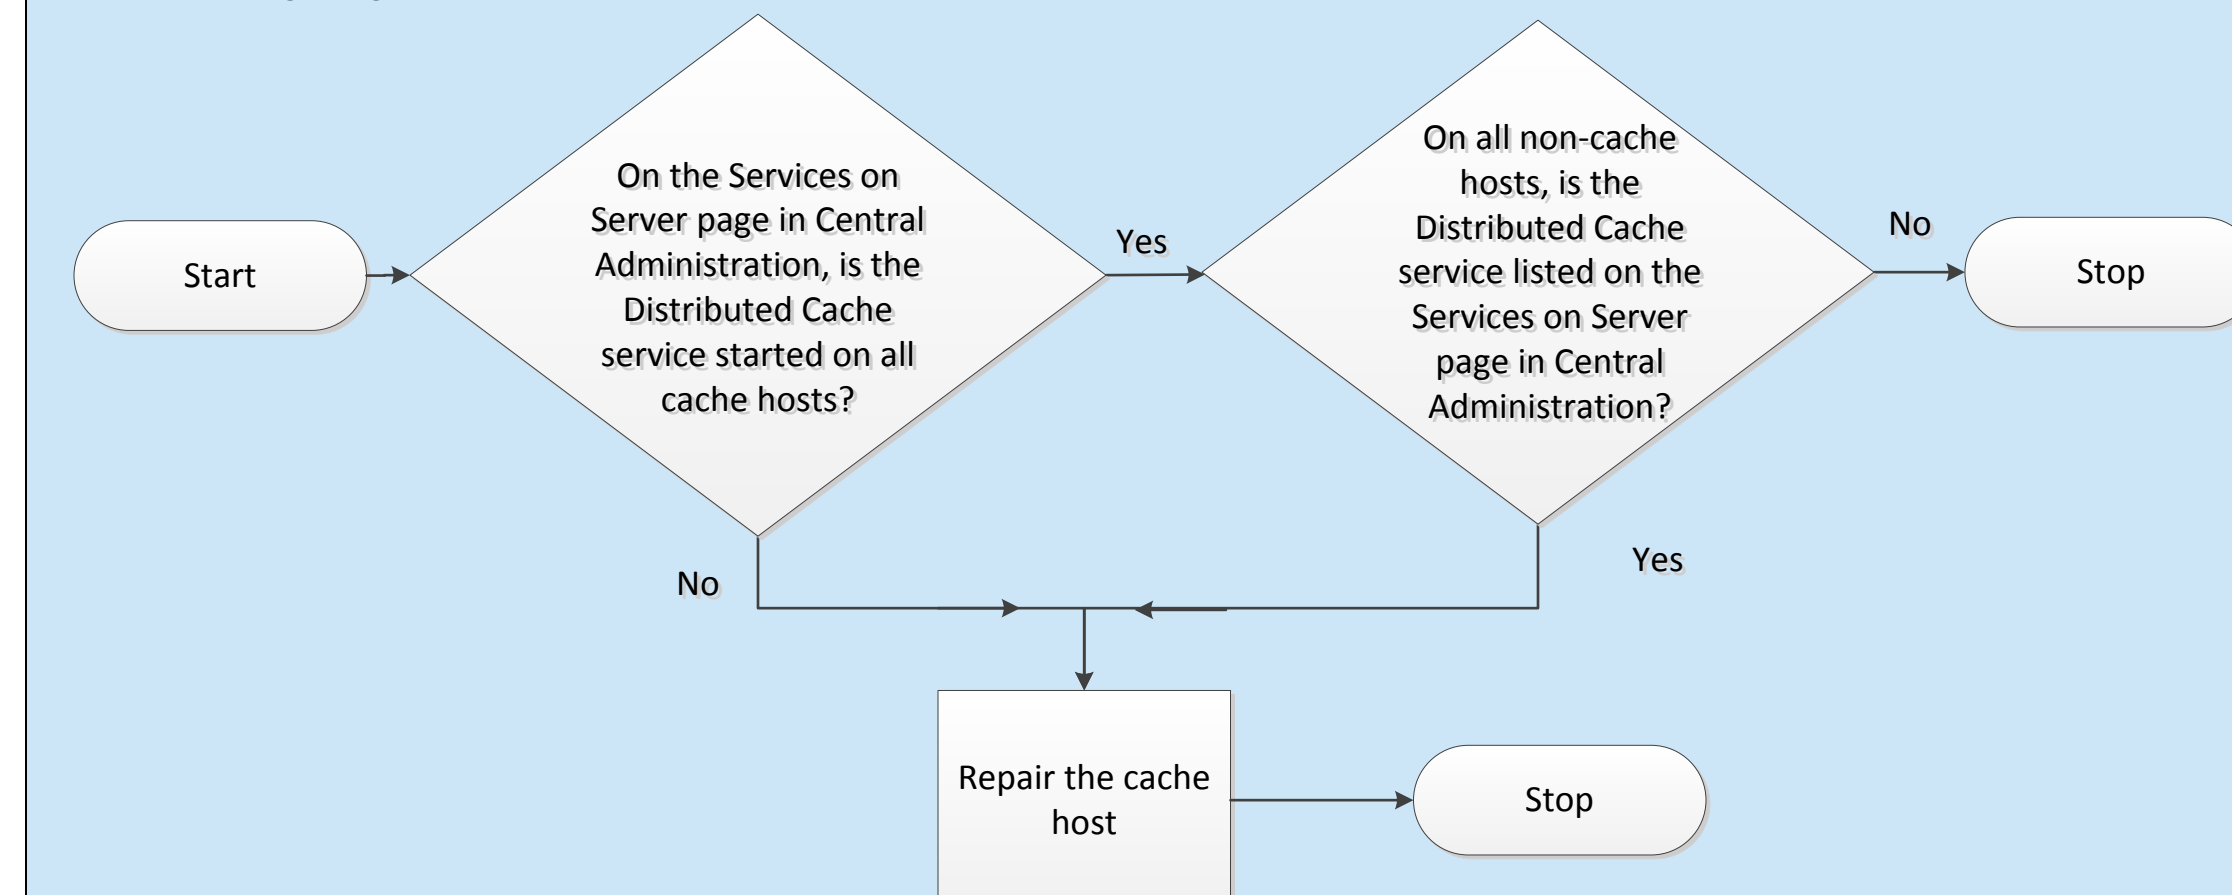 Start
On the Services on
Server page in Central
Administration, is the
Distributed Cache
service started on all
cache hosts?
Yes
On all non-cache
hosts, is the
Distributed Cache
service listed on the
Services on Server
page in Central
Administration?
No
Stop
No
Yes
Repair the cache
host
Stop